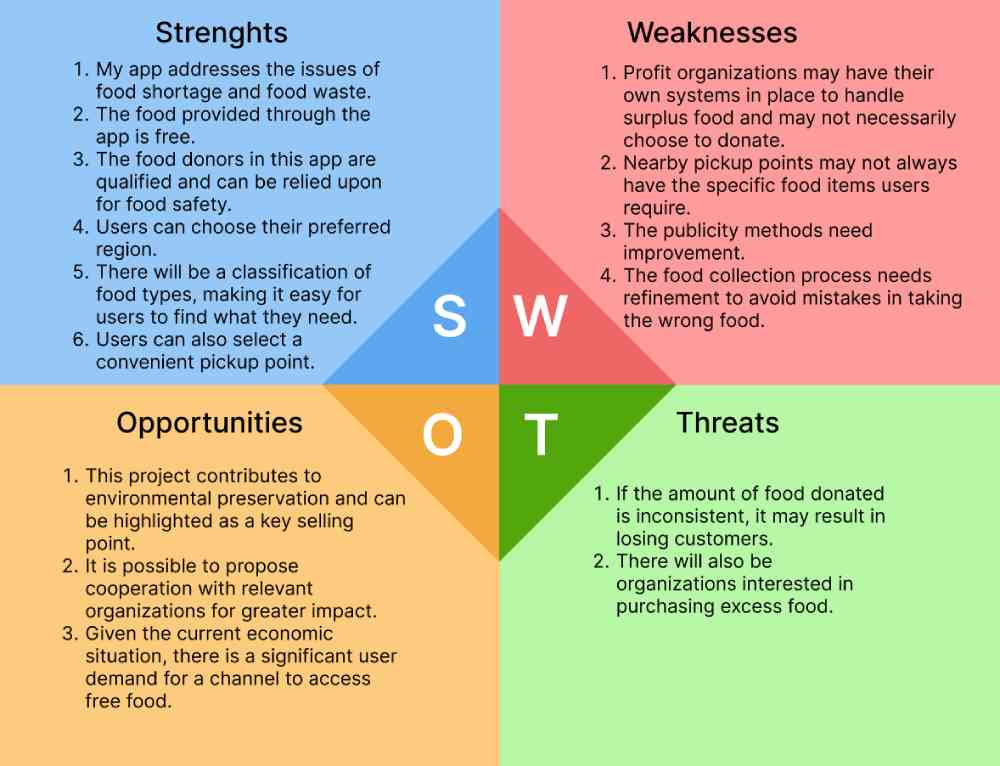 Strenghts
1. My app addresses the issues of
food shortage and food waste.
2. The food provided through the
app is free.
3. The food donors in this app are
qualified and can be relied upon
for food safety.
4. Users can choose their preferred
region.
5. There will be a classification of
food types, making it easy for
users to find what they need.
6. Users can also select a
convenient pickup point.
Weaknesses
1. Profit organizations may have their
own systems in place to handle
surplus food and may not necessarily
choose to donate.
2. Nearby pickup points may not always
have the specific food items users
require.
3. The publicity methods need
improvement.
4. The food collection process needs
refinement to avoid mistakes in taking
the wrong food.
S W
O T
Opportunities
1. This project contributes to
environmental preservation and can
be highlighted as a key selling
point.
2. It is possible to propose
cooperation with relevant
organizations for greater impact.
3. Given the current economic
situation, there is a significant user
demand for a channel to access
free food.
Threats
1. If the amount of food donated
is inconsistent, it may result in
losing customers.
2. There will also be
organizations interested in
purchasing excess food.